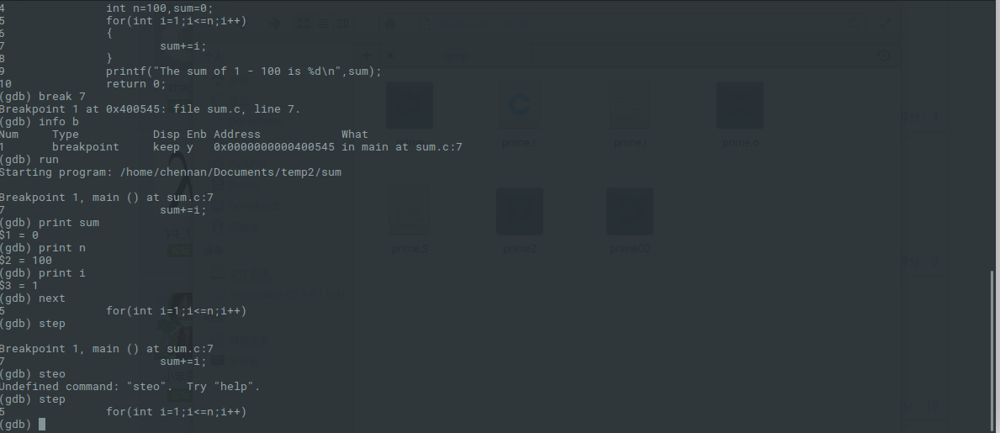 4               int n=100,sum=0;
5               for(int i=1;i<=n;i++)
6               {
7                       sum+=i;
8               }
9               printf("The sum of 1 - 100 is %d\n",sum);
10              return 0;
(gdb) break 7
Breakpoint 1 at 0x400545: file sum.c, line 7.
(gdb) info b
Num     Type           Disp Enb Address            What
1       breakpoint     keep y   0x0000000000400545 in main at sum.c:7
(gdb) run
Starting program: /home/chennan/Documents/temp2/sum

Breakpoint 1, main () at sum.c:7
7                       sum+=i;
(gdb) print sum
$1 = 0
(gdb) print n
$2 = 100
(gdb) print i
$3 = 1
(gdb) next
5               for(int i=1;i<=n;i++)
(gdb) step

Breakpoint 1, main () at sum.c:7
7                       sum+=i;
(gdb) steo
Undefined command: "steo".  Try "help".
(gdb) step
5               for(int i=1;i<=n;i++)
(gdb)
prime.c
prime.i
prime.o
prime.S
prime2
primeO2